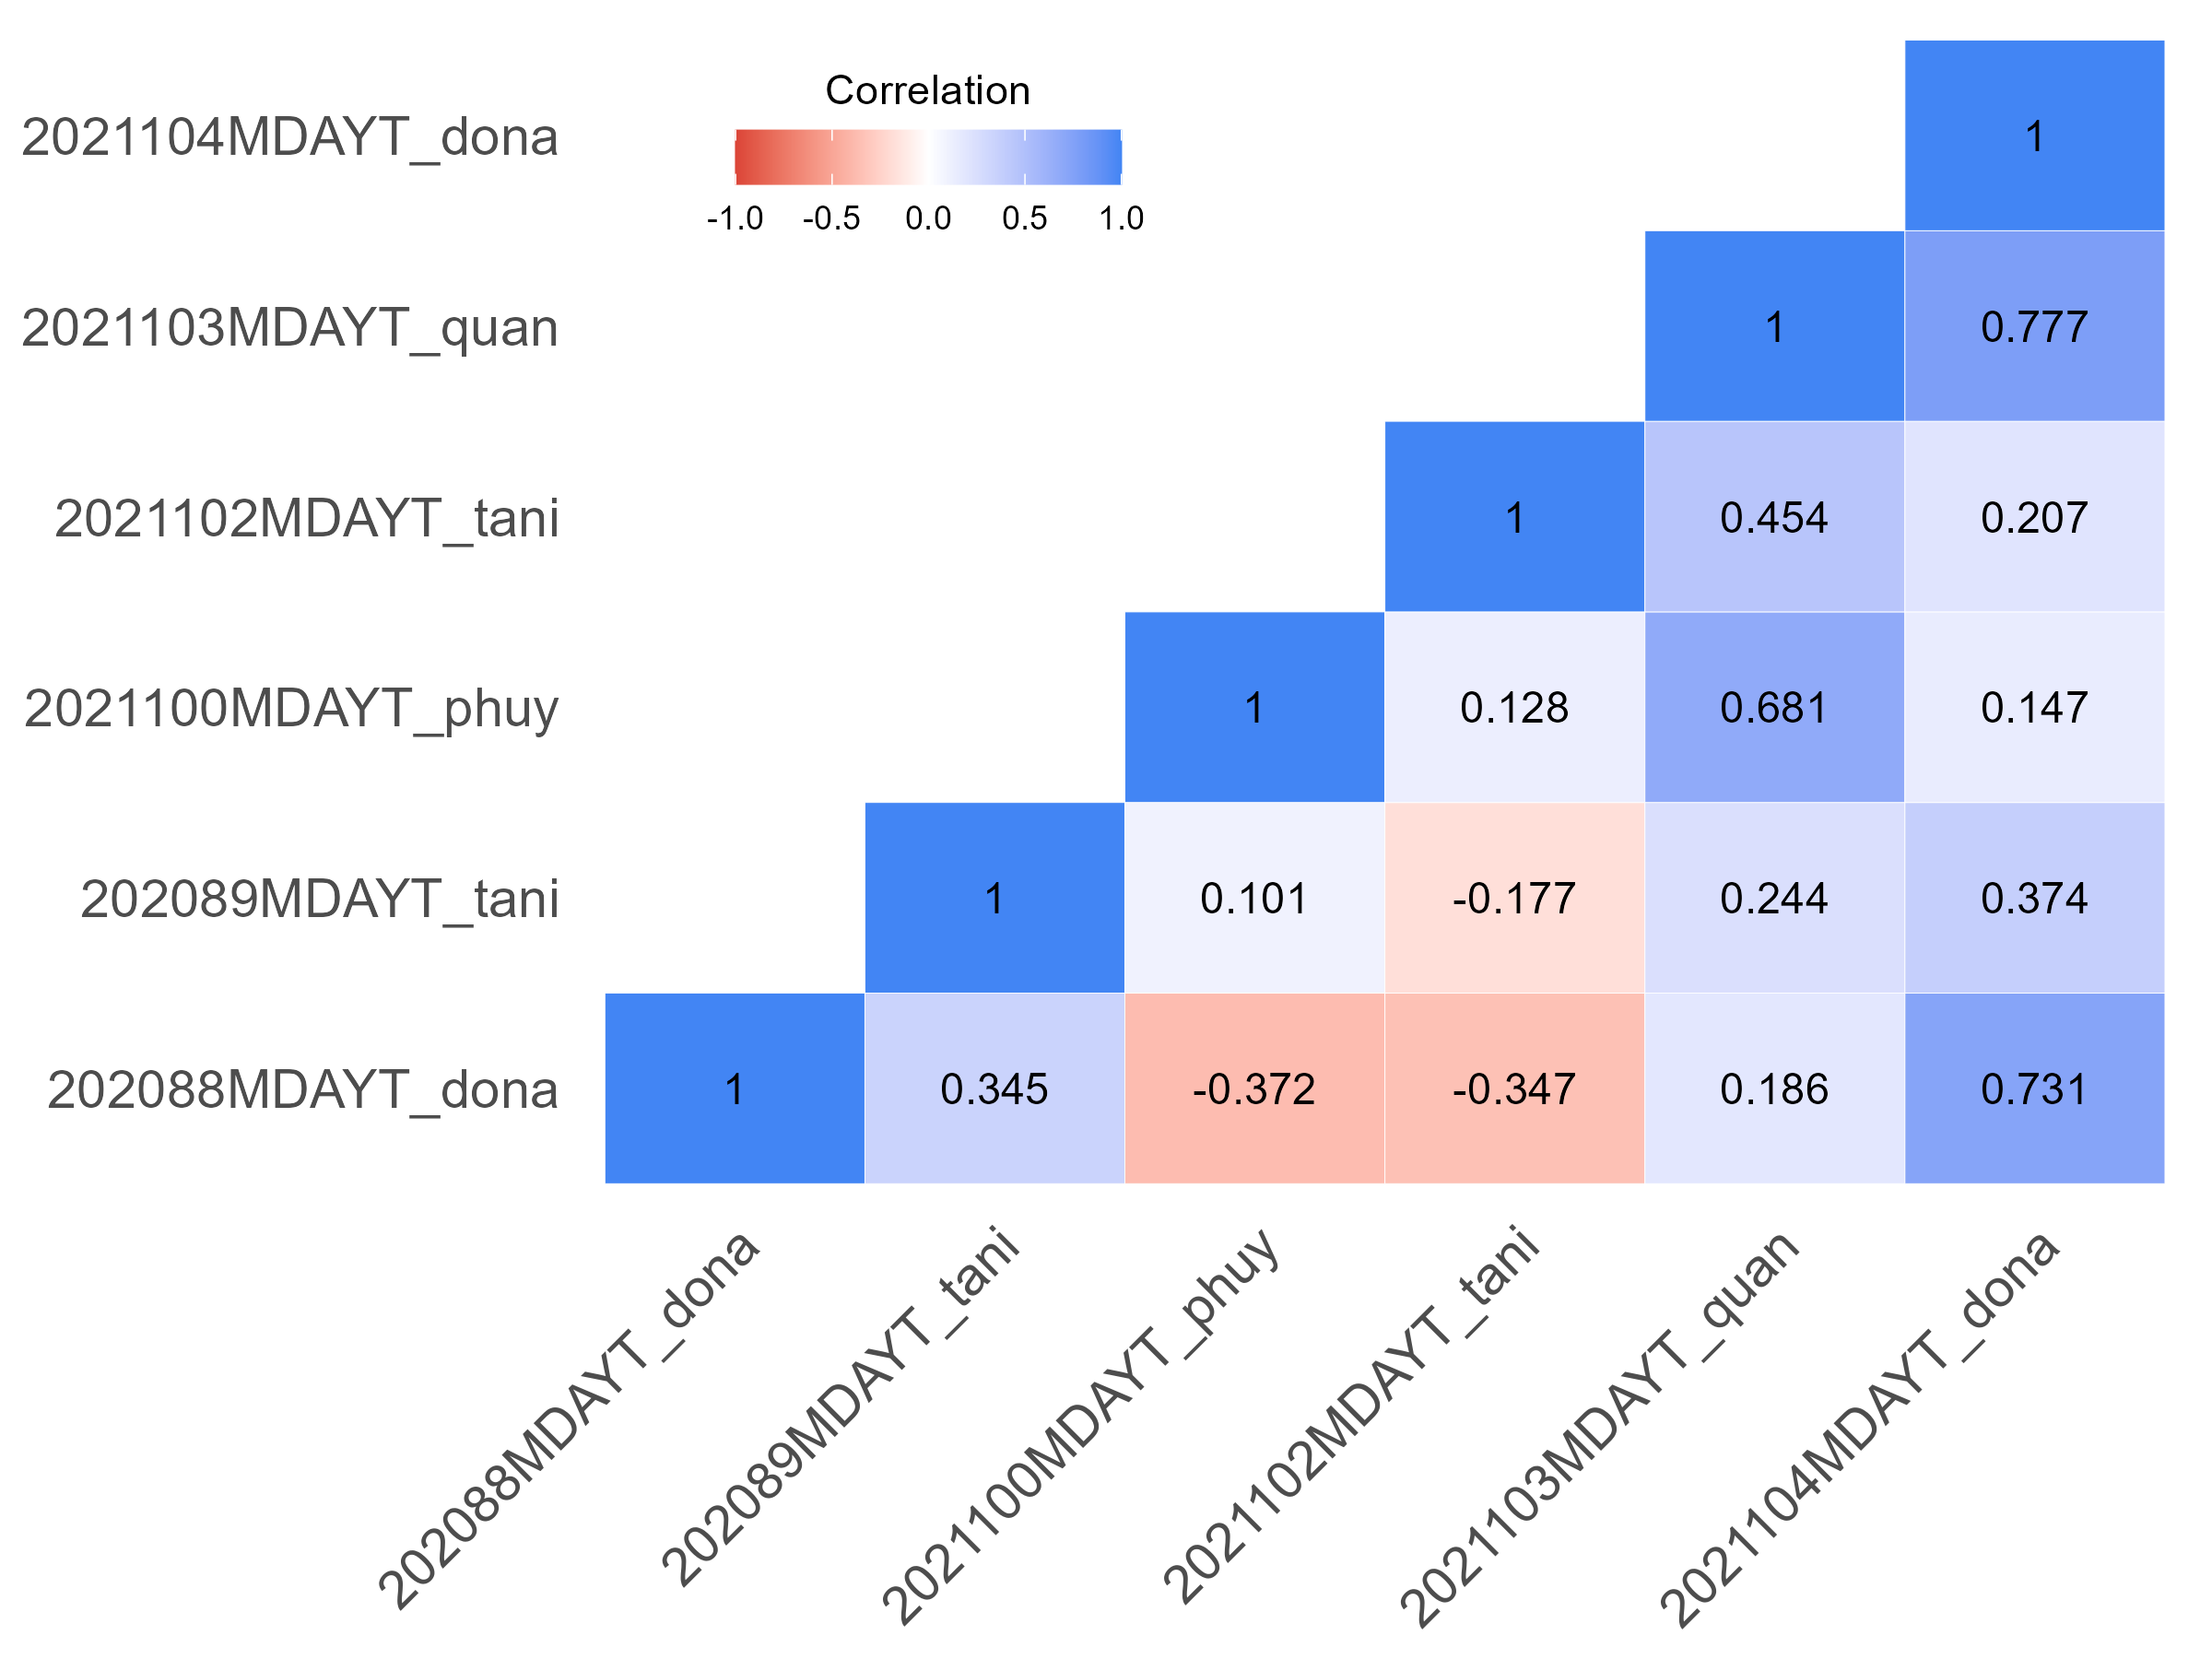 Correlation
-1.0 -0.5 0.0 0.5 1.0
2021104MDAYT_dona 1
2021103MDAYT_quan 1 0.777
2021102MDAYT_tani 1 0.454 0.207
2021100MDAYT_phuy 1 0.128 0.681 0.147
202089MDAYT_tani 1 0.101 -0.177 0.244 0.374
202088MDAYT_dona 1 0.345 -0.372 -0.347 0.186 0.731
202088MDAYT_dona
202089MDAYT_tani
2021100MDAYT_phuy
2021102MDAYT_tani
2021103MDAYT_quan
2021104MDAYT_dona